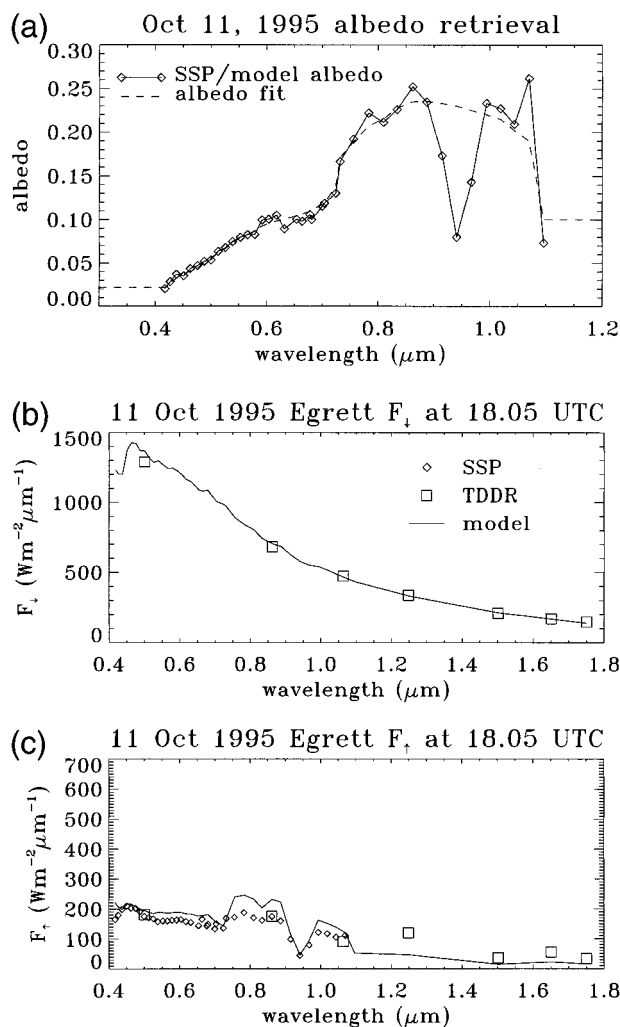 (a)
Oct 11, 1995 albedo retrieval
0.30
0.25
0.20
0.15
0.10
0.05
0.00
albedo
SSP/model albedo
albedo fit
0.4 0.6 0.8 1.0 1.2
wavelength (μm)
(b)
11 Oct 1995 Egrett F↓ at 18.05 UTC
1500
1000
500
0
F↓ (Wm⁻²μm⁻¹)
SSP
TDDR
model
0.4 0.6 0.8 1.0 1.2 1.4 1.6 1.8
wavelength (μm)
(c)
11 Oct 1995 Egrett F↑ at 18.05 UTC
700
600
500
400
300
200
100
0
F↑ (Wm⁻²μm⁻¹)
0.4 0.6 0.8 1.0 1.2 1.4 1.6 1.8
wavelength (μm)